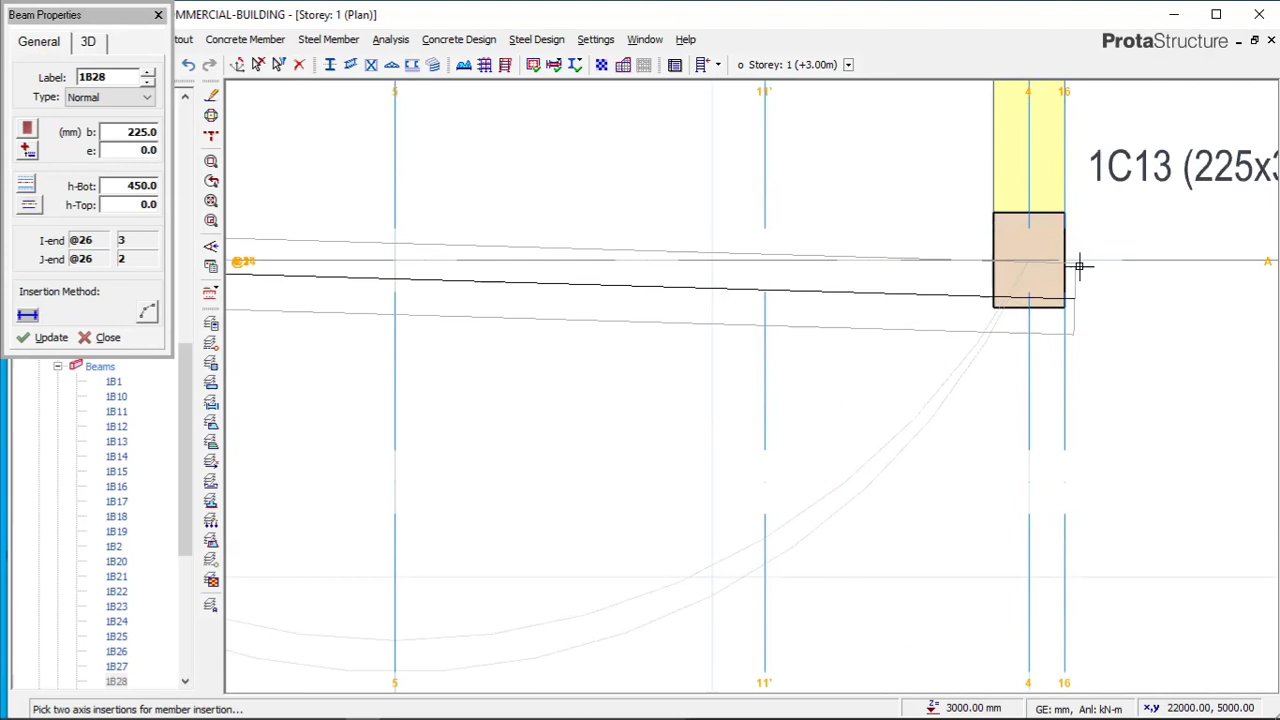 Beam Properties
OMMERCIAL-BUILDING - [Storey: 1 (Plan)]
General
3D
tout
Concrete Member
Steel Member
Analysis
Concrete Design
Steel Design
Settings
Window
Help
ProtaStructure
Label:
1B28
Type:
Normal
o Storey: 1 (+3.00m)
(mm) b:
225.0
e:
0.0
h-Bot:
450.0
h-Top:
0.0
I-end
@26
3
J-end
@26
2
Insertion Method:
Update
Close
5
11'
4
16
1C13 (225x3
A
Beams
1B1
1B10
1B11
1B12
1B13
1B14
1B15
1B16
1B17
1B18
1B19
1B2
1B20
1B21
1B22
1B23
1B24
1B25
1B26
1B27
1B28
5
11'
4
16
Pick two axis insertions for member insertion...
Z=
3000.00 mm
GE: mm, Anl: kN-m
x,y
22000.00, 5000.00